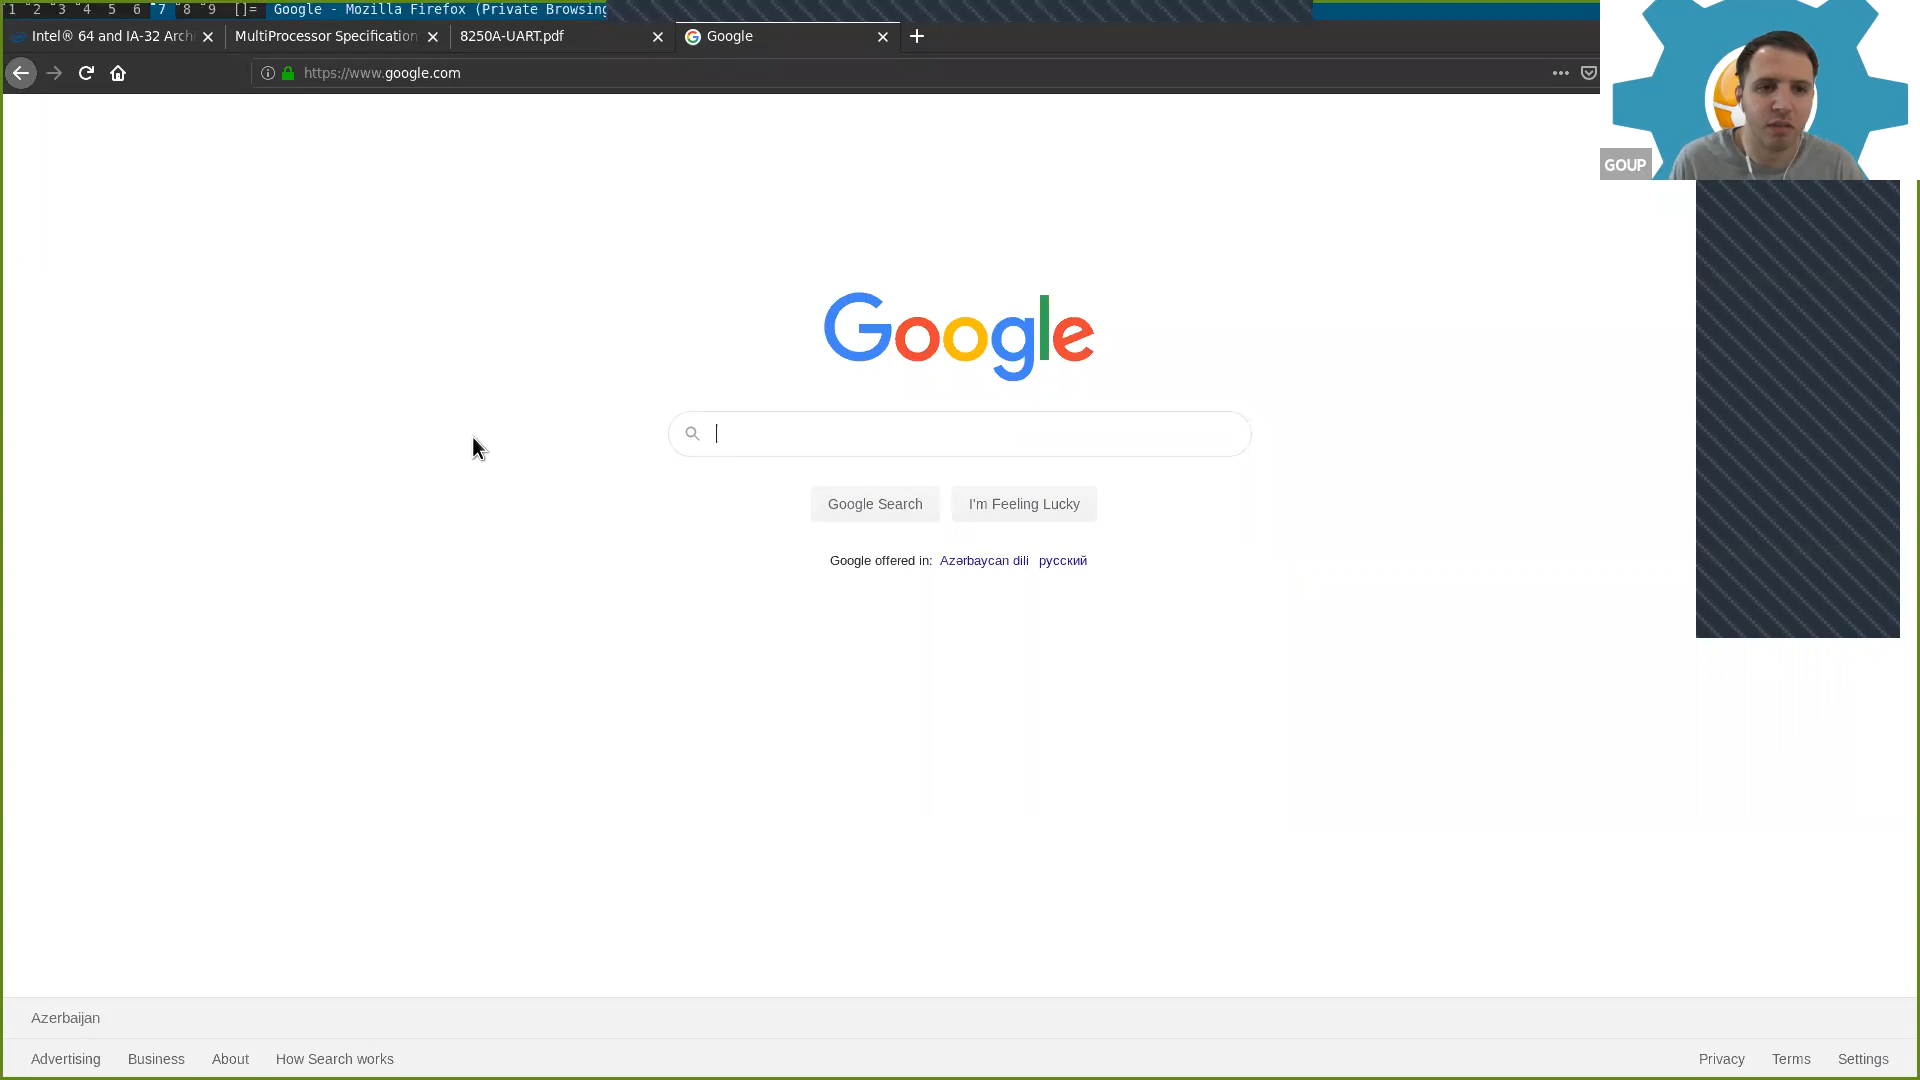 1 2 3 4 5 6 7 8 9 []= Google - Mozilla Firefox (Private Browsing
Intel® 64 and IA-32 Archi
MultiProcessor Specification
8250A-UART.pdf
Google
https://www.google.com
GOUP
Google
Google Search
I'm Feeling Lucky
Google offered in: Azərbaycan dili русский
Azerbaijan
Advertising Business About How Search works
Privacy Terms Settings